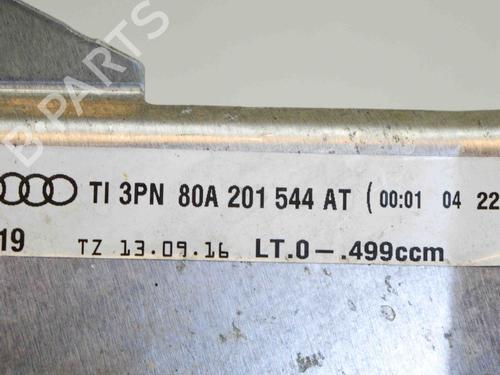 B-PARTS
TI 3PN 80A 201 544 AT (00:01 04 22
19 TZ 13.09.16 LT.0-.499ccm